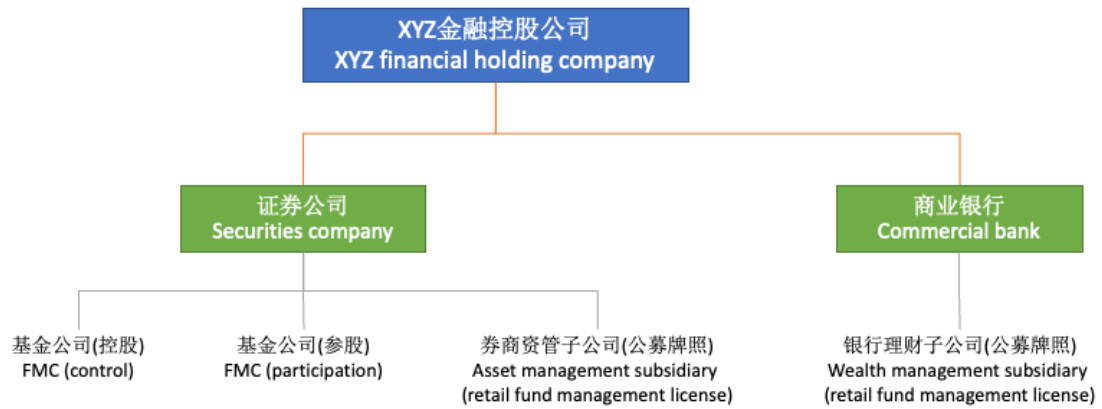 XYZ金融控股公司
XYZ financial holding company
证券公司
Securities company
商业银行
Commercial bank
基金公司(控股)
FMC (control)
基金公司(参股)
FMC (participation)
券商资管子公司(公募牌照)
Asset management subsidiary
(retail fund management license)
银行理财子公司(公募牌照)
Wealth management subsidiary
(retail fund management license)